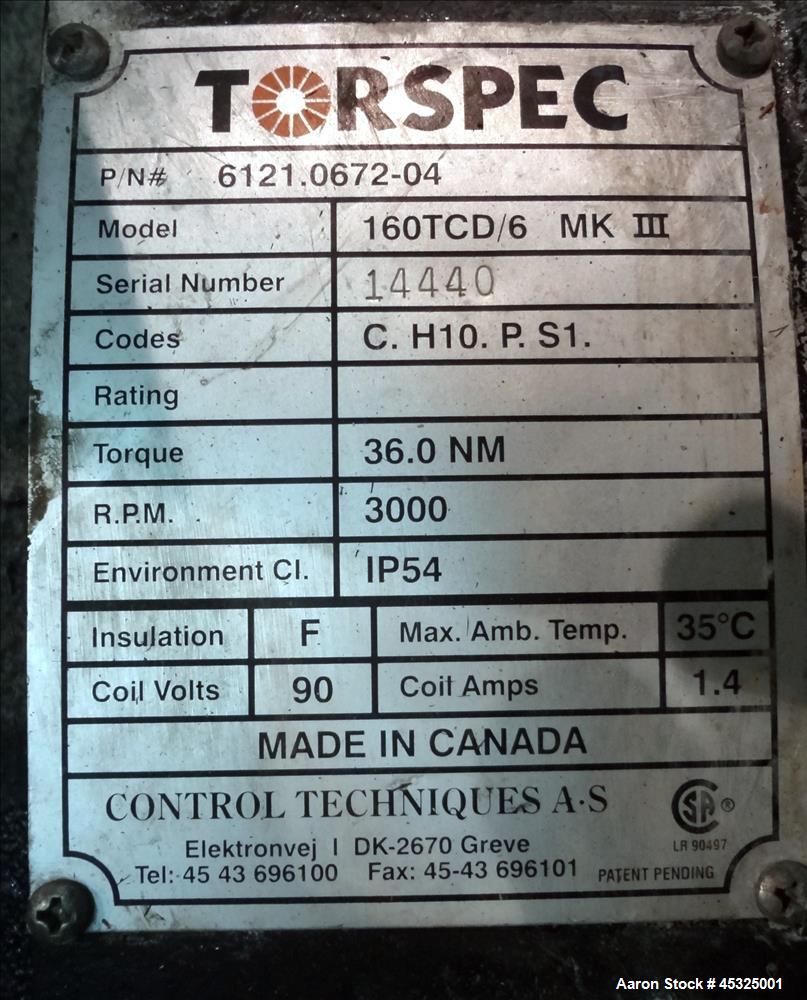 TORSPEC
P/N# 6121.0672-04
Model 160TCD/6 MK III
Serial Number 14440
Codes C. H10. P. S1.
Rating
Torque 36.0 NM
R.P.M. 3000
Environment Cl. IP54
Insulation F Max. Amb. Temp. 35°C
Coil Volts 90 Coil Amps 1.4
MADE IN CANADA
CONTROL TECHNIQUES A·S
Elektronvej 1 DK-2670 Greve
Tel: 45 43 696100 Fax: 45-43 696101
SA ®
LR 90497
PATENT PENDING
Aaron Stock # 45325001